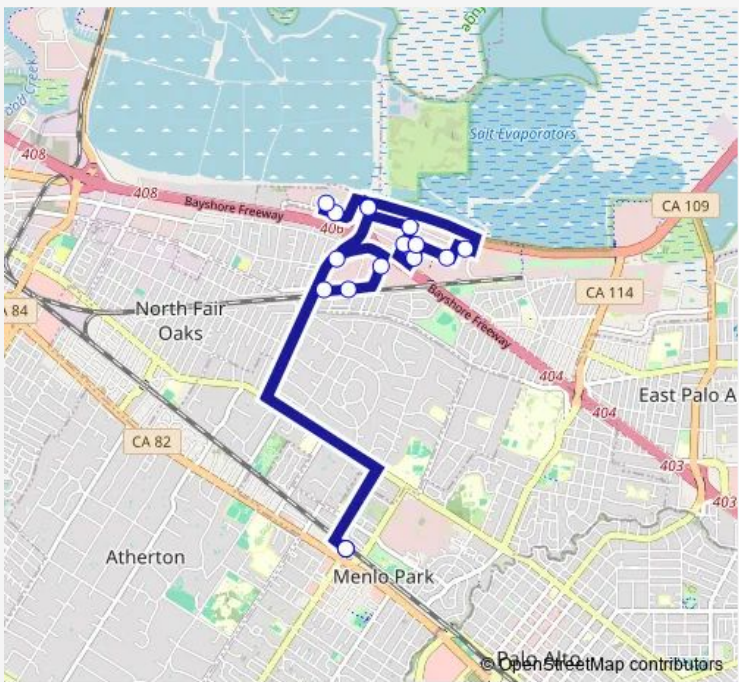 Salt Evaporators
408
408
Bayshore Freeway
406
CA 109
CA 114
North Fair
Oaks
Bayshore Freeway
84
404
404
East Palo A
CA 82
403
403
Atherton
Menlo Park
Palo Alto
© OpenStreetMap contributors